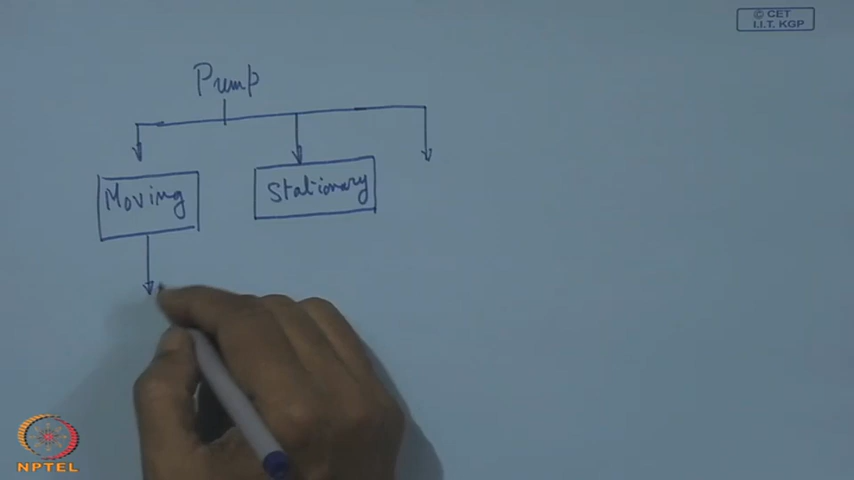 © CET
I.I.T. KGP
Pump
Moving
Stationary
NPTEL